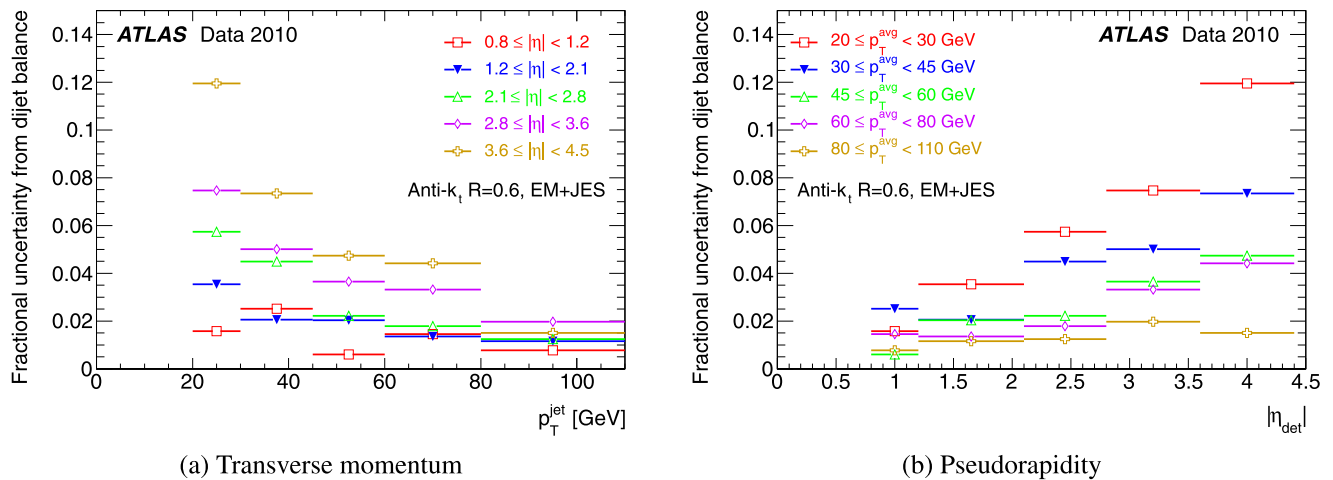 Fractional uncertainty from dijet balance
0.14
0.12
0.1
0.08
0.06
0.04
0.02
0
ATLAS Data 2010
0.8 ≤ |η| < 1.2
1.2 ≤ |η| < 2.1
2.1 ≤ |η| < 2.8
2.8 ≤ |η| < 3.6
3.6 ≤ |η| < 4.5
Anti-k_t R=0.6, EM+JES
0 20 40 60 80 100
p_T^jet [GeV]
(a) Transverse momentum
Fractional uncertainty from dijet balance
0.14
0.12
0.1
0.08
0.06
0.04
0.02
0
20 ≤ p_T^avg < 30 GeV
30 ≤ p_T^avg < 45 GeV
45 ≤ p_T^avg < 60 GeV
60 ≤ p_T^avg < 80 GeV
80 ≤ p_T^avg < 110 GeV
ATLAS Data 2010
Anti-k_t R=0.6, EM+JES
0 0.5 1 1.5 2 2.5 3 3.5 4 4.5
|η_det|
(b) Pseudorapidity